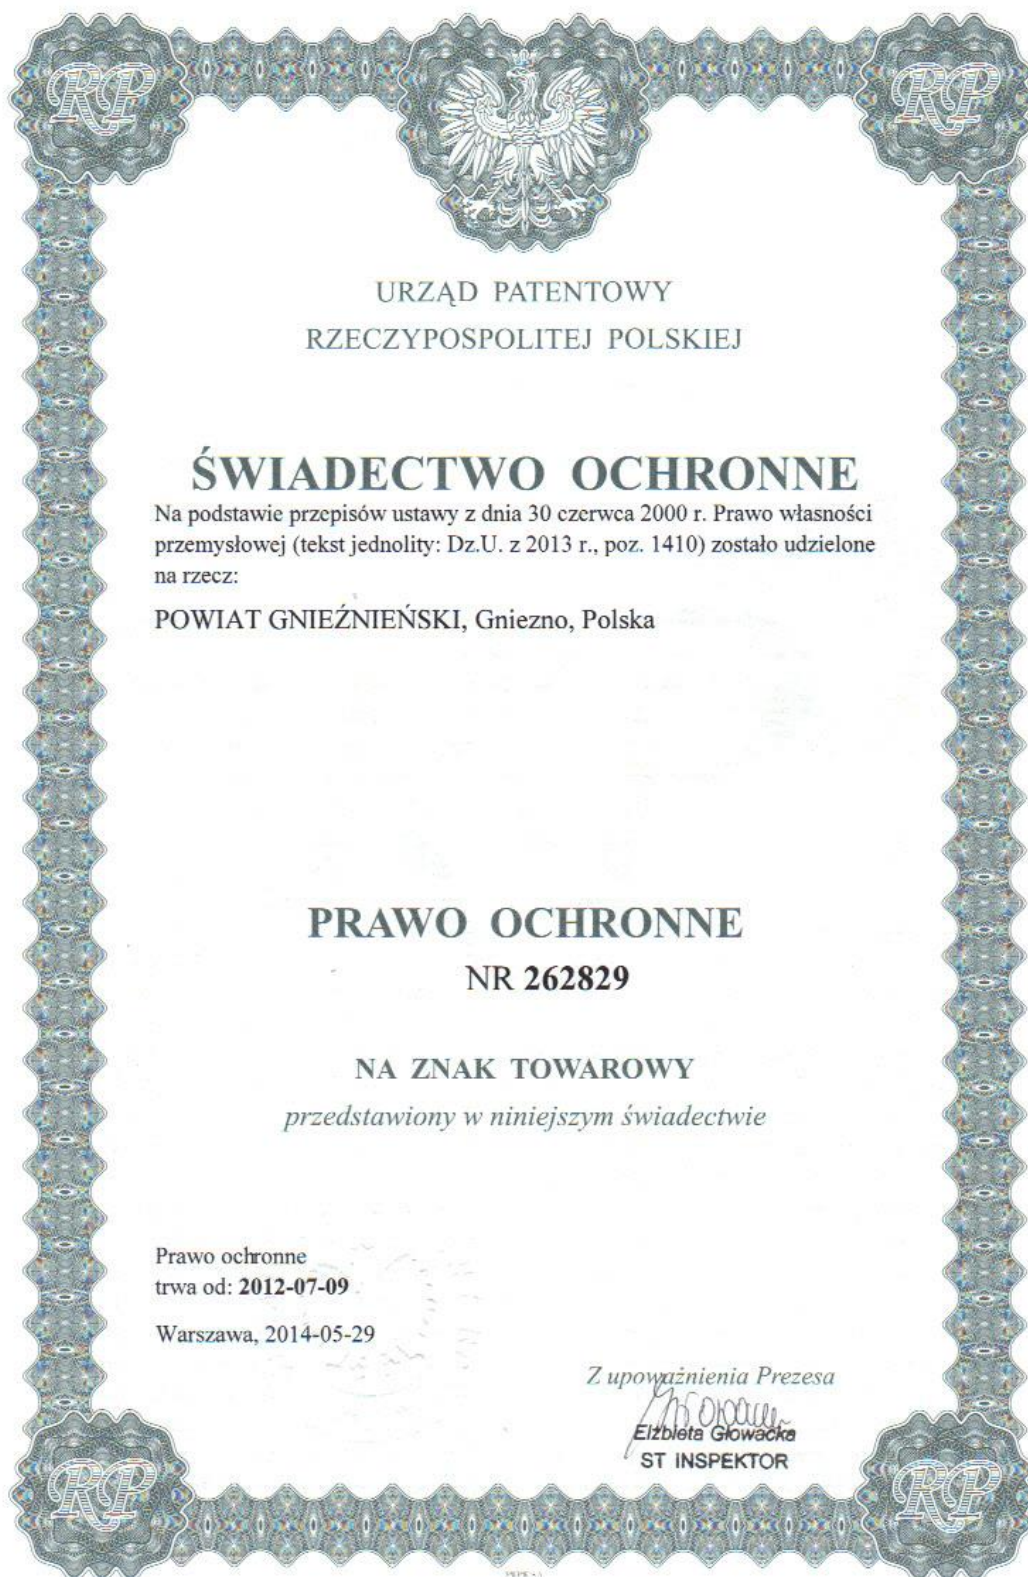 RP RP
URZĄD PATENTOWY
RZECZYPOSPOLITEJ POLSKIEJ
ŚWIADECTWO OCHRONNE
Na podstawie przepisów ustawy z dnia 30 czerwca 2000 r. Prawo własności
przemysłowej (tekst jednolity: Dz.U. z 2013 r., poz. 1410) zostało udzielone
na rzecz:
POWIAT GNIEŹNIEŃSKI, Gniezno, Polska
PRAWO OCHRONNE
NR 262829
NA ZNAK TOWAROWY
przedstawiony w niniejszym świadectwie
Prawo ochronne
trwa od: 2012-07-09
Warszawa, 2014-05-29
Z upoważnienia Prezesa
Elżbieta Głowacka
ST INSPEKTOR
RP RP